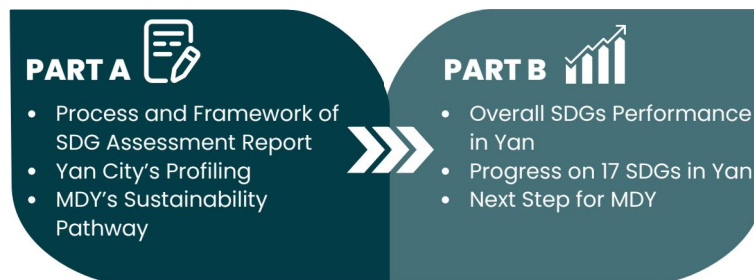 PART A
• Process and Framework of
SDG Assessment Report
• Yan City's Profiling
• MDY's Sustainability
Pathway
PART B
• Overall SDGs Performance
in Yan
• Progress on 17 SDGs in Yan
• Next Step for MDY